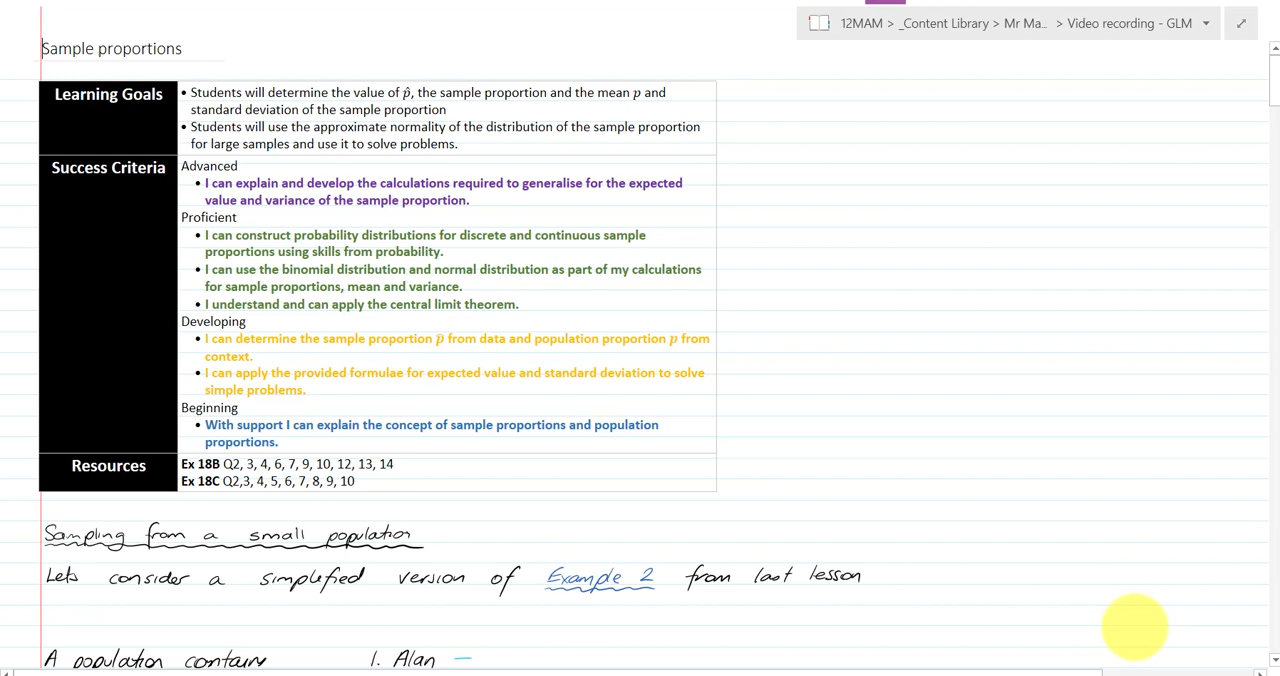 12MAM > _Content Library > Mr Ma... > Video recording - GLM
Sample proportions
Learning Goals
• Students will determine the value of p̂, the sample proportion and the mean p and
standard deviation of the sample proportion
• Students will use the approximate normality of the distribution of the sample proportion
for large samples and use it to solve problems.
Success Criteria
Advanced
• I can explain and develop the calculations required to generalise for the expected
value and variance of the sample proportion.
Proficient
• I can construct probability distributions for discrete and continuous sample
proportions using skills from probability.
• I can use the binomial distribution and normal distribution as part of my calculations
for sample proportions, mean and variance.
• I understand and can apply the central limit theorem.
Developing
• I can determine the sample proportion p̂ from data and population proportion p from
context.
• I can apply the provided formulae for expected value and standard deviation to solve
simple problems.
Beginning
• With support I can explain the concept of sample proportions and population
proportions.
Resources
Ex 18B Q2, 3, 4, 6, 7, 9, 10, 12, 13, 14
Ex 18C Q2,3, 4, 5, 6, 7, 8, 9, 10
Sampling from a small population
Lets consider a simplefied version of Example 2 from last lesson
A population contains 1. Alan —